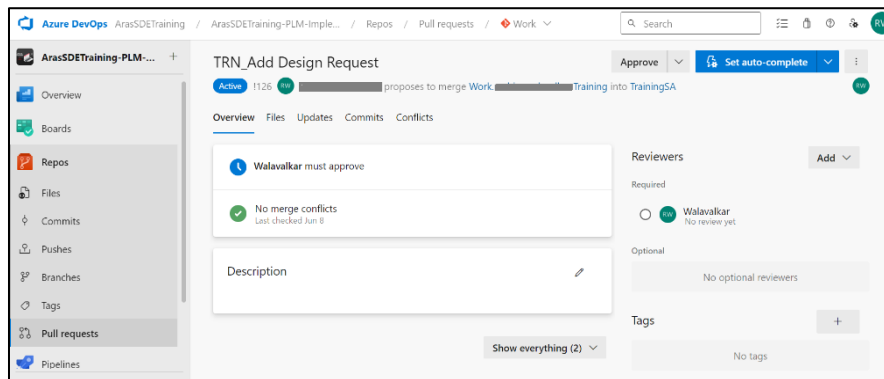 Azure DevOps ArasSDETraining / ArasSDETraining-PLM-Imple... / Repos / Pull requests / Work Search
RW
ArasSDETraining-PLM-... +
TRN_Add Design Request
Approve Set auto-complete
Active !126 RW proposes to merge Work. Training into TrainingSA
RW
Overview Files Updates Commits Conflicts
Overview
Boards
Repos
Files
Commits
Pushes
Branches
Tags
Pull requests
Pipelines
Walavalkar must approve
No merge conflicts
Last checked Jun 8
Description
Show everything (2)
Reviewers Add
Required
RW Walavalkar
No review yet
Optional
No optional reviewers
Tags +
No tags